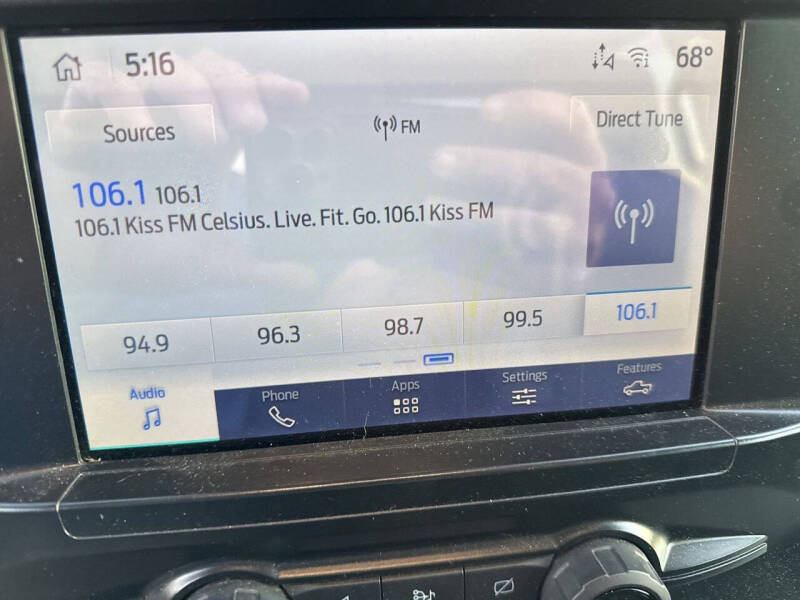 5:16
68°
Sources
FM
Direct Tune
106.1 106.1
106.1 Kiss FM Celsius. Live. Fit. Go. 106.1 Kiss FM
94.9
96.3
98.7
99.5
106.1
Audio
Phone
Apps
Settings
Features